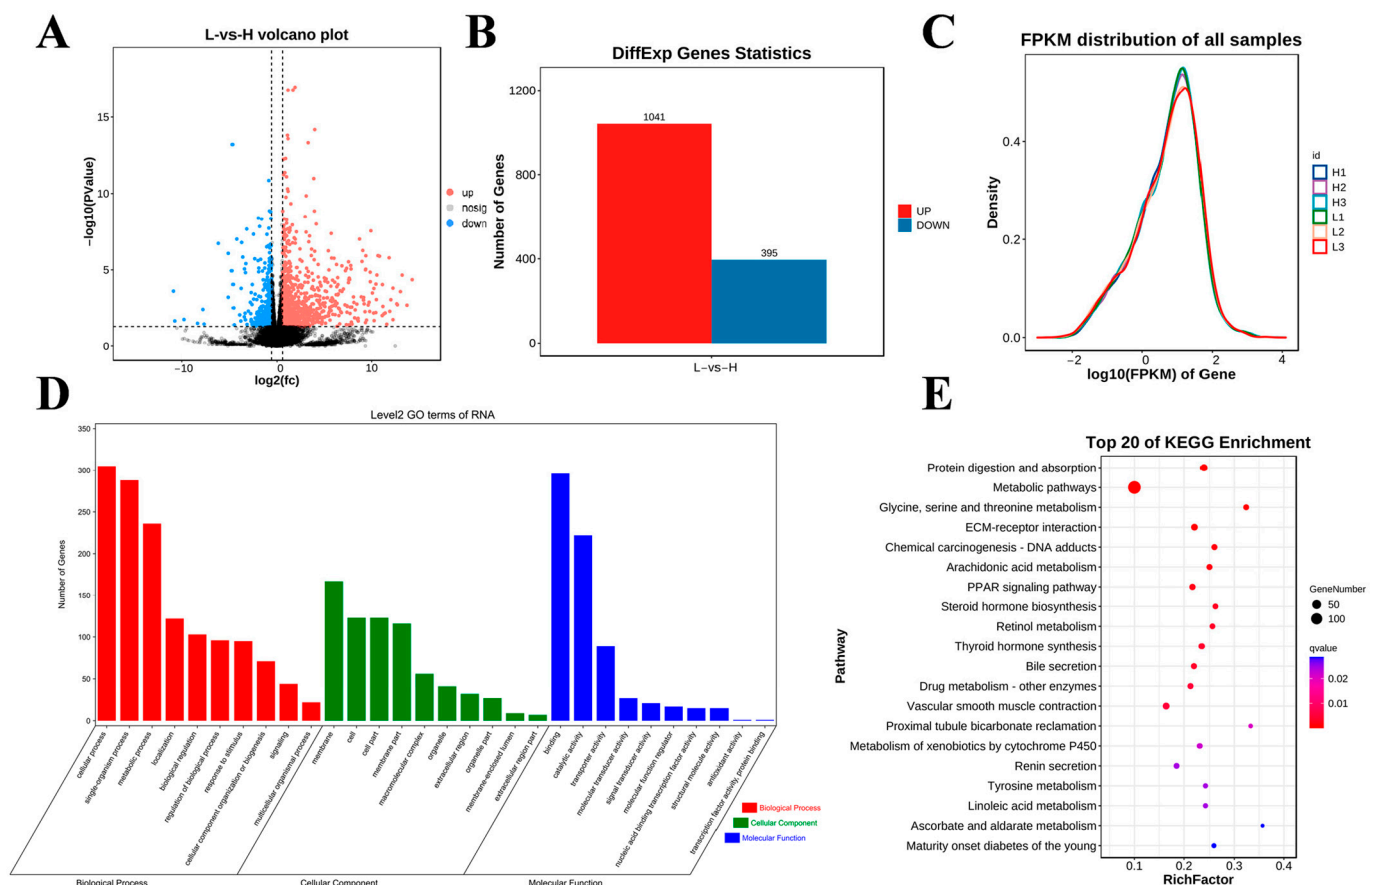 A
L-vs-H volcano plot
−log10(PValue)
15
10
5
0
−10
0
10
log2(fc)
up
nosig
down
B
DiffExp Genes Statistics
Number of Genes
1200
800
400
0
1041
395
L−vs−H
UP
DOWN
C
FPKM distribution of all samples
Density
0.4
0.2
0.0
−2
0
2
4
log10(FPKM) of Gene
id
H1
H2
H3
L1
L2
L3
D
Level2 GO terms of RNA
Number of Genes
350
300
250
200
150
100
50
0
cellular process
single-organism process
metabolic process
localization
biological regulation
regulation of biological process
response to stimulus
cellular component organization or biogenesis
signaling
multicellular organismal process
membrane
cell
cell part
membrane part
macromolecular complex
organelle
extracellular region
organelle part
membrane-enclosed lumen
extracellular region part
binding
catalytic activity
transporter activity
molecular transducer activity
signal transducer activity
molecular function regulator
nucleic acid binding transcription factor activity
structural molecule activity
antioxidant activity
transcription factor activity, protein binding
Biological Process
Cellular Component
Molecular Function
Biological Process
Cellular Component
Molecular Function
E
Top 20 of KEGG Enrichment
Pathway
Protein digestion and absorption
Metabolic pathways
Glycine, serine and threonine metabolism
ECM-receptor interaction
Chemical carcinogenesis - DNA adducts
Arachidonic acid metabolism
PPAR signaling pathway
Steroid hormone biosynthesis
Retinol metabolism
Thyroid hormone synthesis
Bile secretion
Drug metabolism - other enzymes
Vascular smooth muscle contraction
Proximal tubule bicarbonate reclamation
Metabolism of xenobiotics by cytochrome P450
Renin secretion
Tyrosine metabolism
Linoleic acid metabolism
Ascorbate and aldarate metabolism
Maturity onset diabetes of the young
0.1
0.2
0.3
0.4
RichFactor
GeneNumber
50
100
qvalue
0.02
0.01